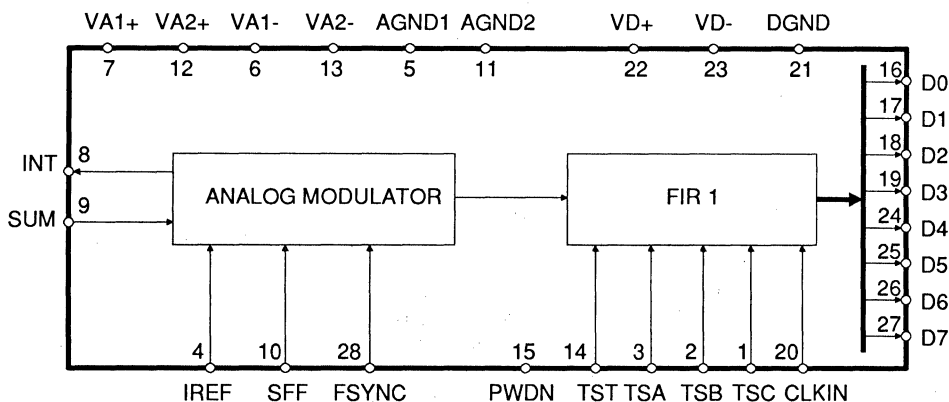 VA1+ VA2+ VA1- VA2- AGND1 AGND2 VD+ VD- DGND
7 12 6 13 5 11 22 23 21
16 D0
17 D1
18 D2
INT 8
19 D3
ANALOG MODULATOR FIR 1
SUM 9
24 D4
25 D5
26 D6
27 D7
4 10 28 15 14 3 2 1 20
IREF SFF FSYNC PWDN TST TSA TSB TSC CLKIN